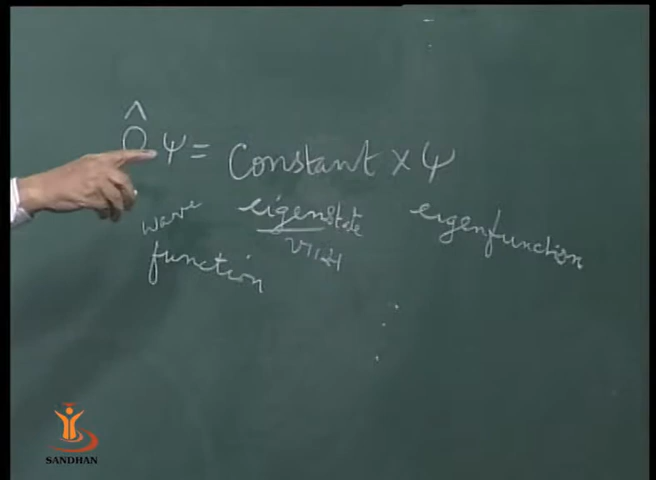 Ô ψ = Constant × ψ
wave eigenstate eigenfunction
function
SANDHAN